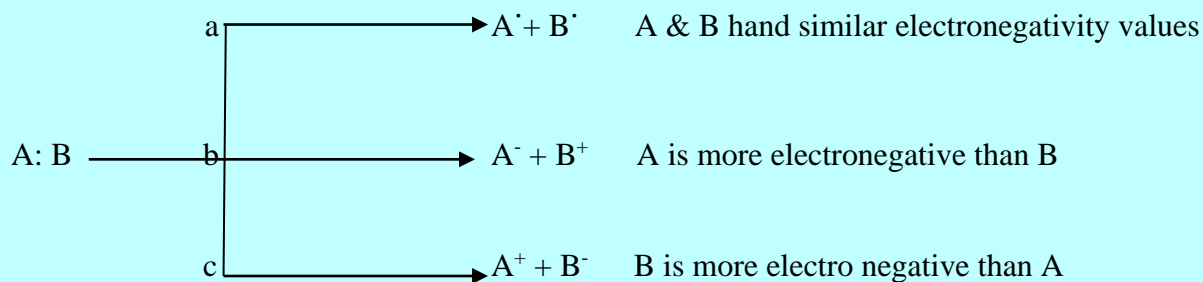 a A˙+ B˙ A & B hand similar electronegativity values
A: B b A⁻ + B⁺ A is more electronegative than B
c A⁺ + B⁻ B is more electro negative than A